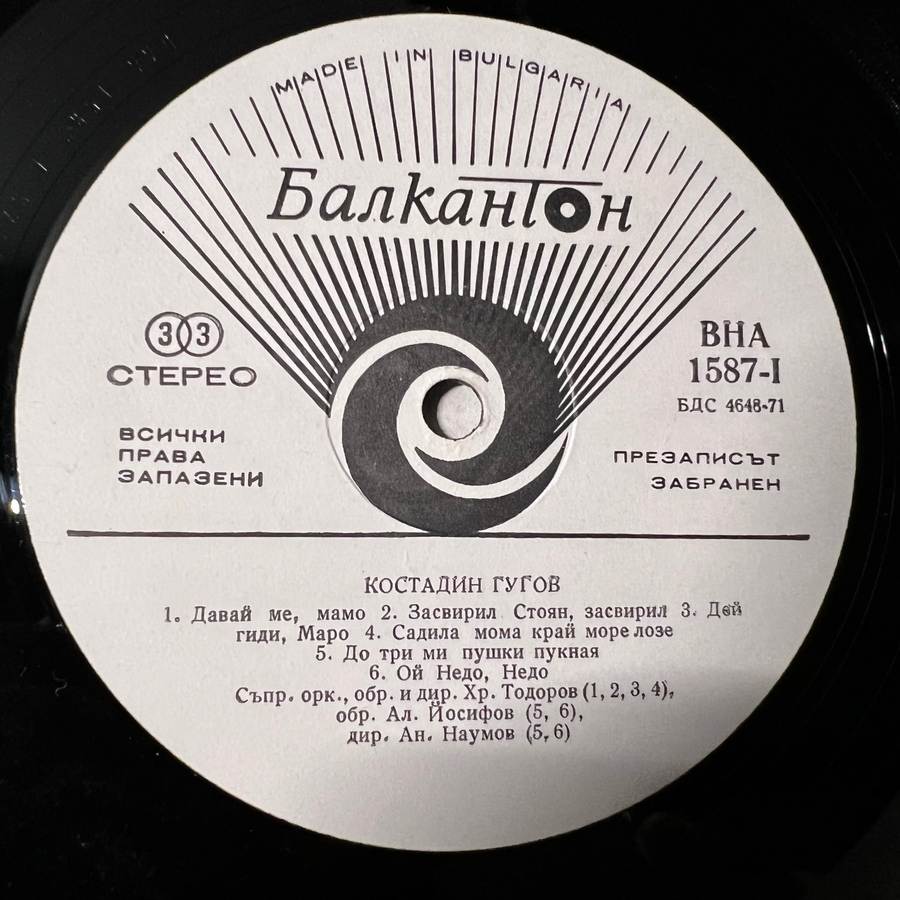 MADE IN BULGARIA
Балкантон
33
СТЕРЕО
ВСИЧКИ
ПРАВА
ЗАПАЗЕНИ
ВНА
1587-I
БДС 4648-71
ПРЕЗАПИСЪТ
ЗАБРАНЕН
КОСТАДИН ГУГОВ
1. Давай ме, мамо 2. Засвирил Стоян, засвирил 3. Дей
гиди, Маро 4. Садила мома край море лозе
5. До три ми пушки пукная
6. Ой Недо, Недо
Съпр. орк., обр. и дир. Хр. Тодоров (1, 2, 3, 4),
обр. Ал. Йосифов (5, 6),
дир. Ан. Наумов (5, 6)